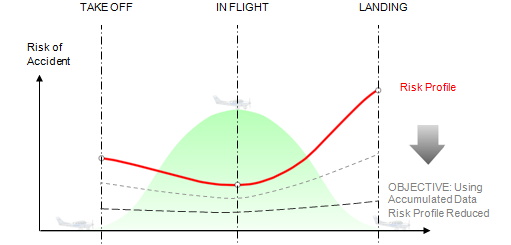 TAKE OFF
IN FLIGHT
LANDING
Risk of
Accident
Risk Profile
OBJECTIVE: Using
Accumulated Data
Risk Profile Reduced